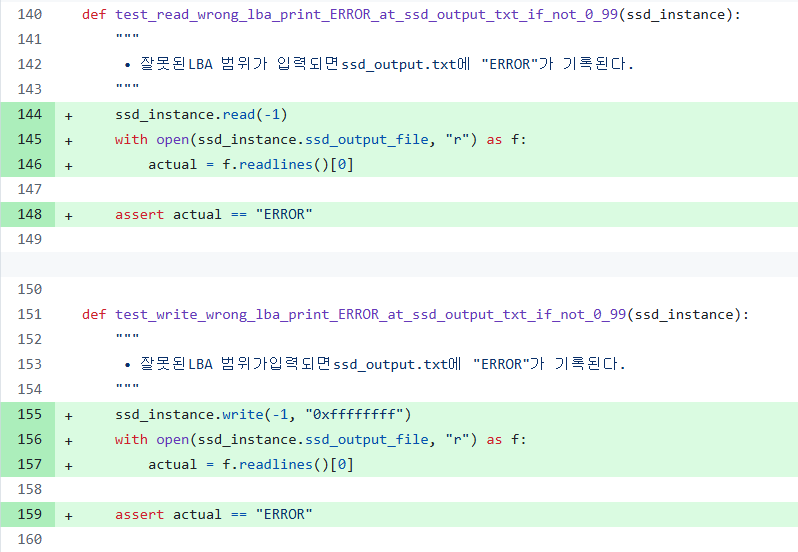 140 def test_read_wrong_lba_print_ERROR_at_ssd_output_txt_if_not_0_99(ssd_instance):
141 """
142 • 잘못된LBA 범위가 입력되면ssd_output.txt에 "ERROR"가 기록된다.
143 """
144 + ssd_instance.read(-1)
145 + with open(ssd_instance.ssd_output_file, "r") as f:
146 + actual = f.readlines()[0]
147
148 + assert actual == "ERROR"
149
150
151 def test_write_wrong_lba_print_ERROR_at_ssd_output_txt_if_not_0_99(ssd_instance):
152 """
153 • 잘못된LBA 범위가입력되면ssd_output.txt에 "ERROR"가 기록된다.
154 """
155 + ssd_instance.write(-1, "0xffffffff")
156 + with open(ssd_instance.ssd_output_file, "r") as f:
157 + actual = f.readlines()[0]
158
159 + assert actual == "ERROR"
160